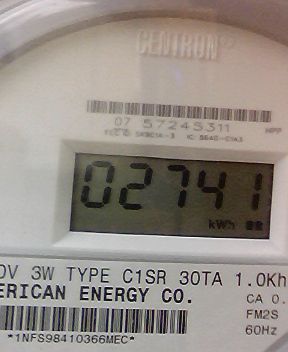 CENTRON
07 57245311 HPP
02741
kWh
0V 3W TYPE C1SR 30TA 1.0Kh
ERICAN ENERGY CO.
CA 0.
FM2S
60Hz
*1NFS98410366MEC*